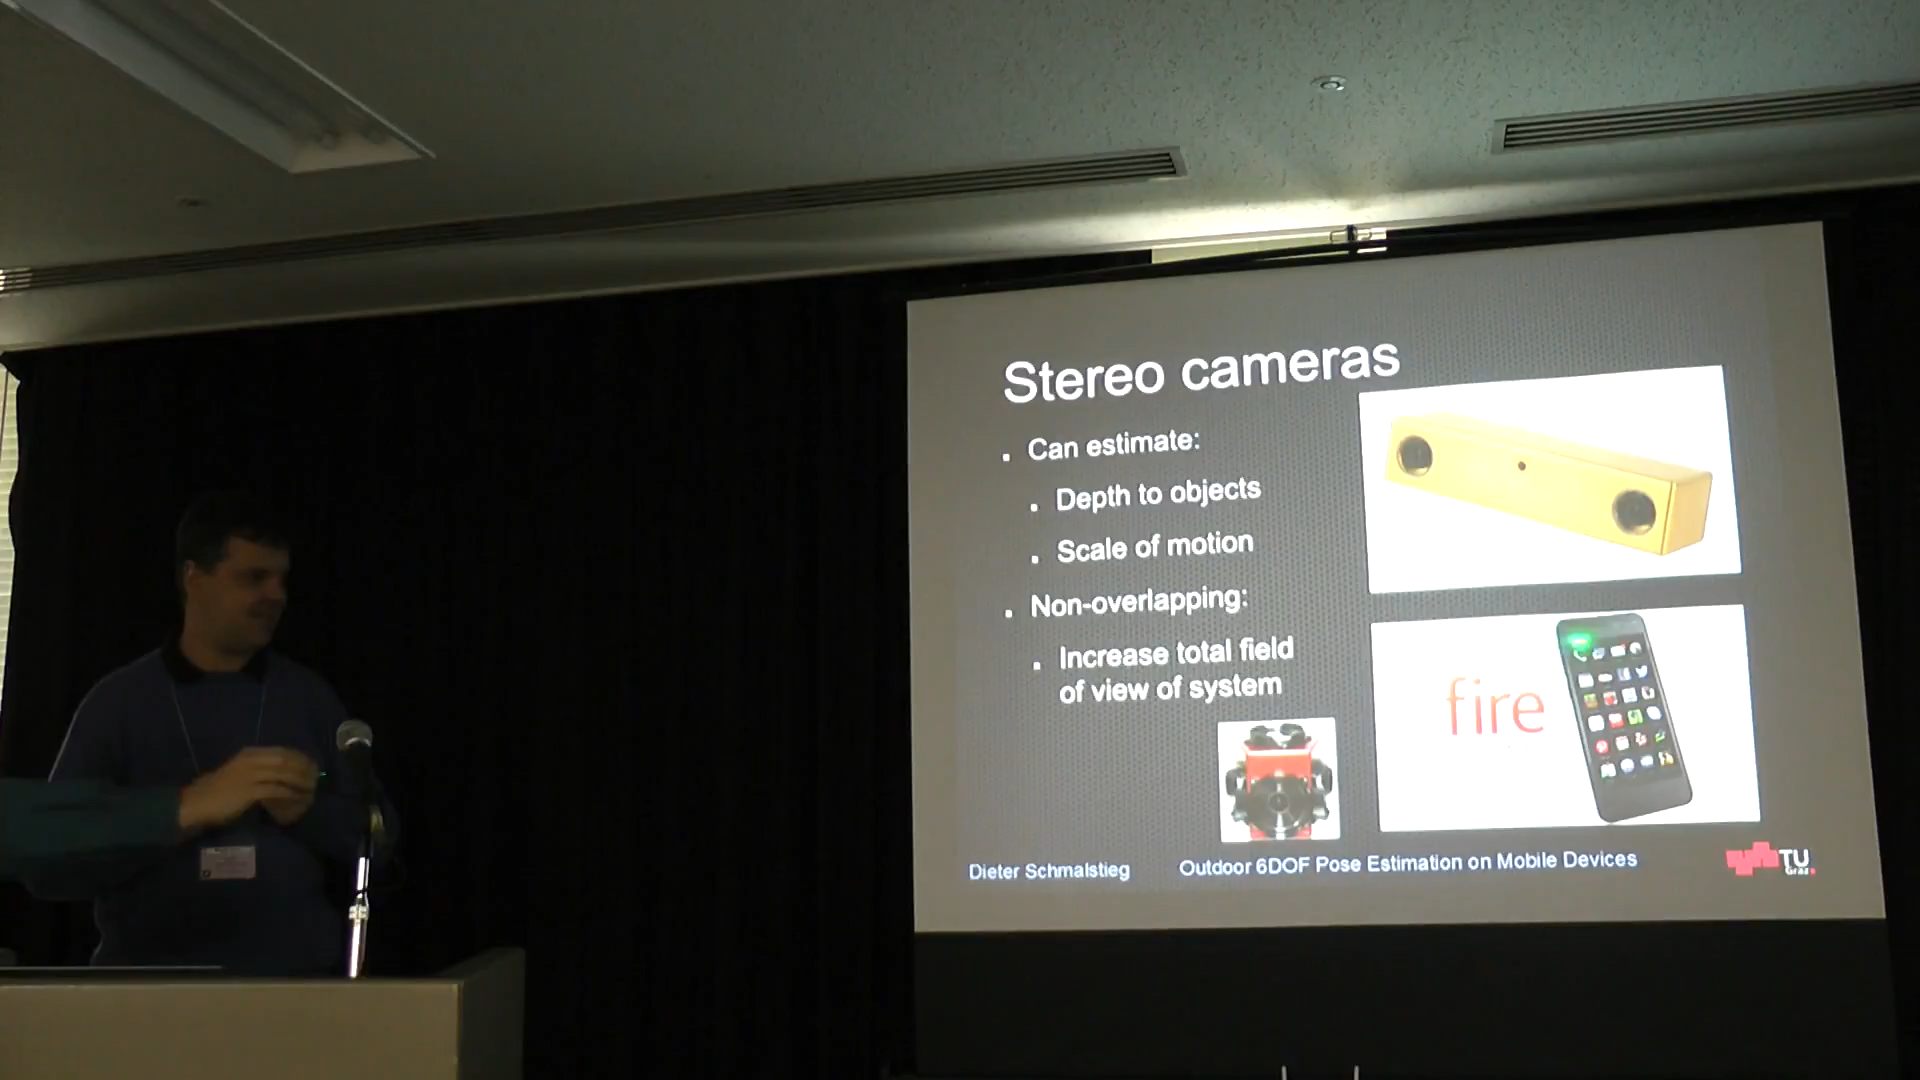 Stereo cameras
Can estimate:
Depth to objects
Scale of motion
Non-overlapping:
Increase total field
of view of system
fire
Dieter Schmalstieg
Outdoor 6DOF Pose Estimation on Mobile Devices
TU
Graz